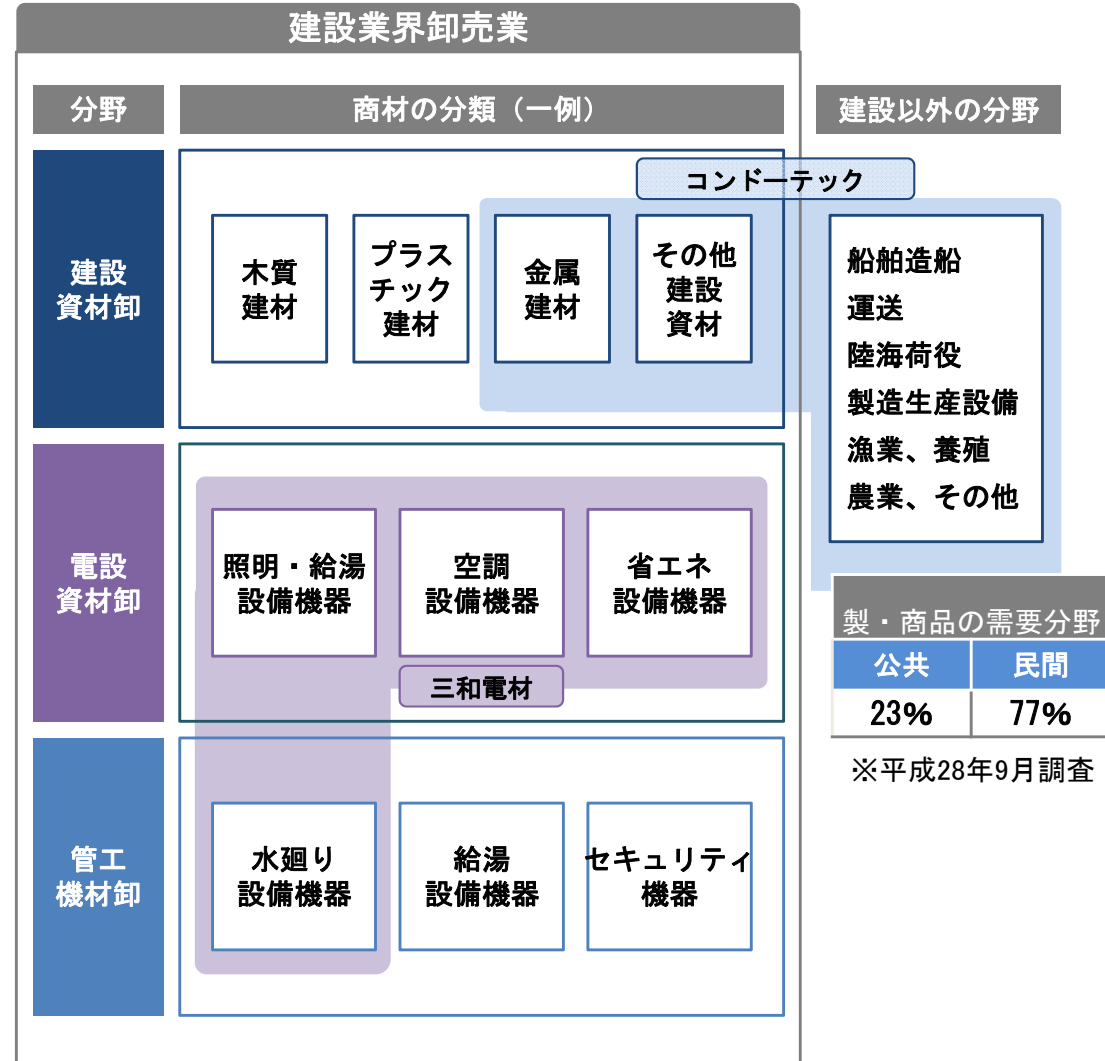 建設業界卸売業
分野
商材の分類（一例）
建設以外の分野
コンドーテック
建設
資材卸
木質
建材
プラス
チック
建材
金属
建材
その他
建設
資材
船舶造船
運送
陸海荷役
製造生産設備
漁業、養殖
農業、その他
電設
資材卸
照明・給湯
設備機器
空調
設備機器
省エネ
設備機器
三和電材
製・商品の需要分野
公共
民間
23%
77%
※平成28年9月調査
管工
機材卸
水廻り
設備機器
給湯
設備機器
セキュリティ
機器